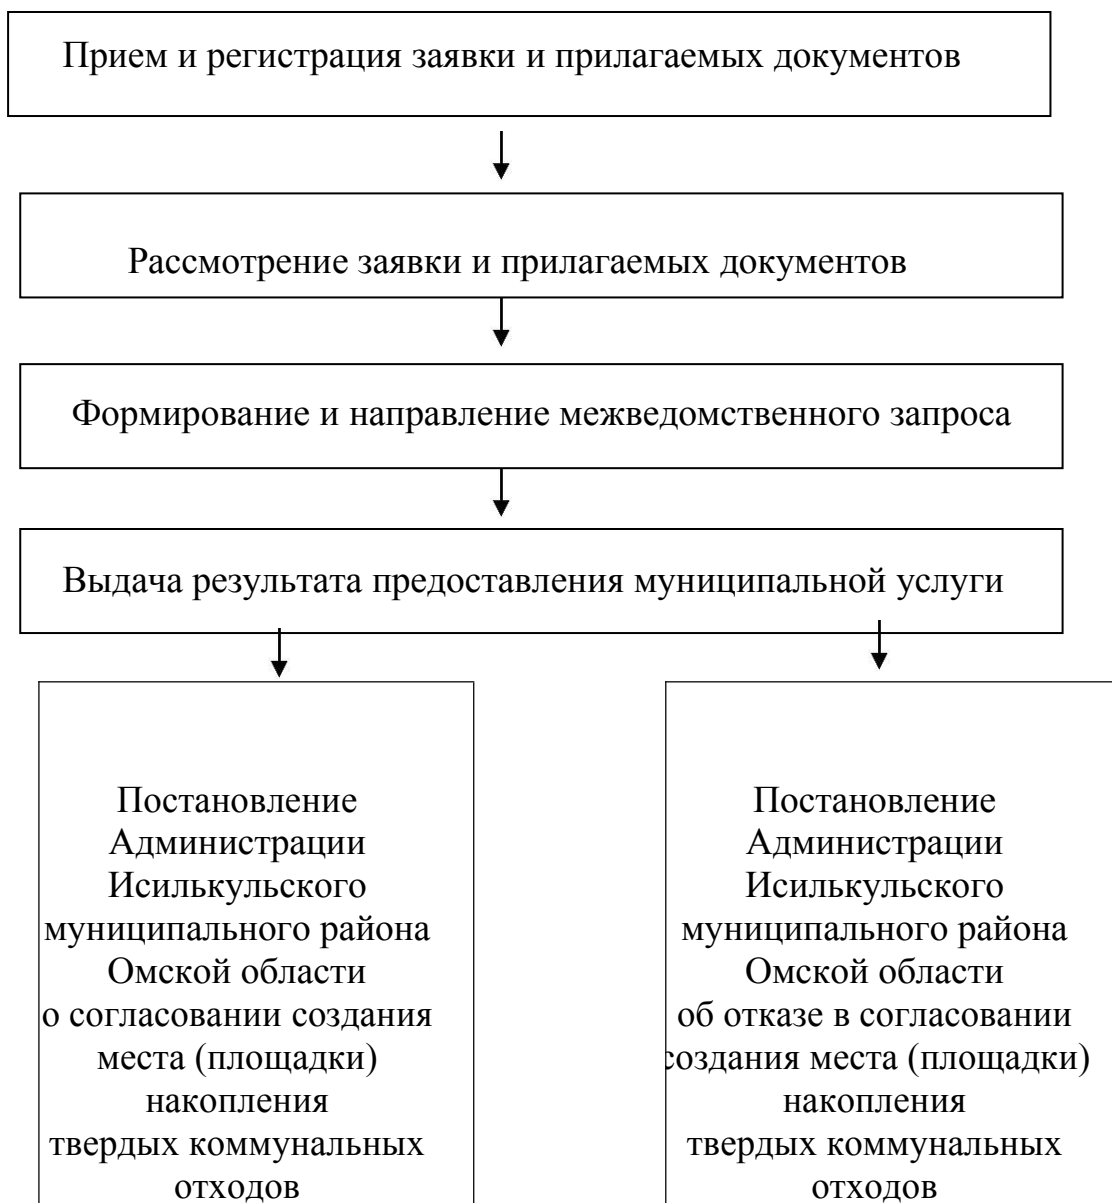 Прием и регистрация заявки и прилагаемых документов
Рассмотрение заявки и прилагаемых документов
Формирование и направление межведомственного запроса
Выдача результата предоставления муниципальной услуги
Постановление
Администрации
Исилькульского
муниципального района
Омской области
о согласовании создания
места (площадки)
накопления
твердых коммунальных
отходов
Постановление
Администрации
Исилькульского
муниципального района
Омской области
об отказе в согласовании
создания места (площадки)
накопления
твердых коммунальных
отходов